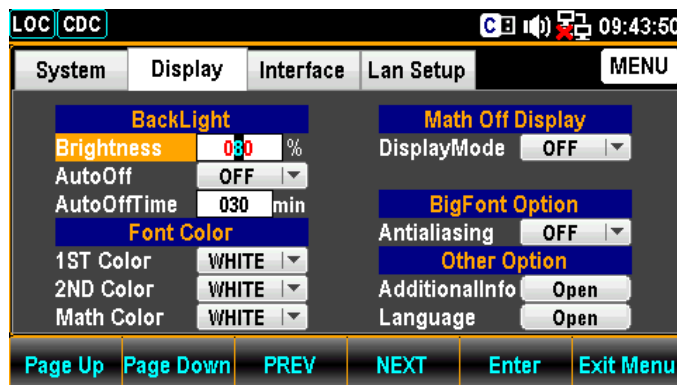 LOC CDC C 09:43:50
System Display Interface Lan Setup MENU
BackLight
Brightness 080 %
AutoOff OFF
AutoOffTime 030 min
Font Color
1ST Color WHITE
2ND Color WHITE
Math Color WHITE
Math Off Display
DisplayMode OFF
BigFont Option
Antialiasing OFF
Other Option
AdditionalInfo Open
Language Open
Page Up Page Down PREV NEXT Enter Exit Menu